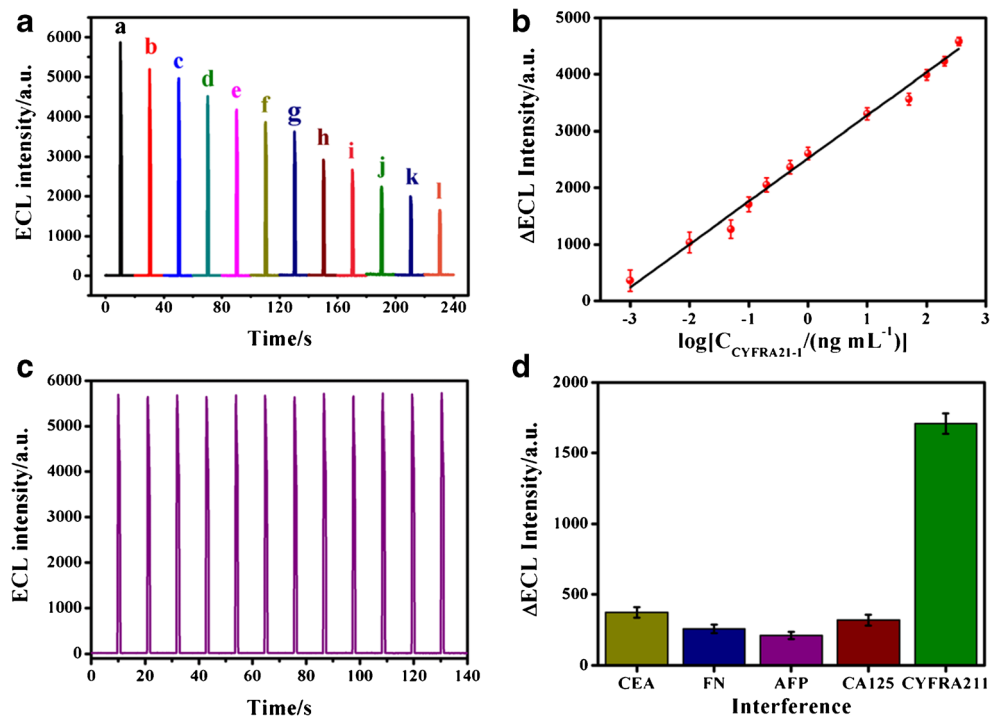 a
ECL intensity/a.u.
6000
5000
4000
3000
2000
1000
0
a
b
c
d
e
f
g
h
i
j
k
l
0 40 80 120 160 200 240
Time/s
b
ΔECL Intensity/a.u.
5000
4000
3000
2000
1000
0
-3 -2 -1 0 1 2 3
log[C CYFRA21-1/(ng mL-1)]
c
ECL intensity/a.u.
6000
5000
4000
3000
2000
1000
0
0 20 40 60 80 100 120 140
Time/s
d
ΔECL Intensity/a.u.
2000
1500
1000
500
0
CEA FN AFP CA125 CYFRA211
Interference